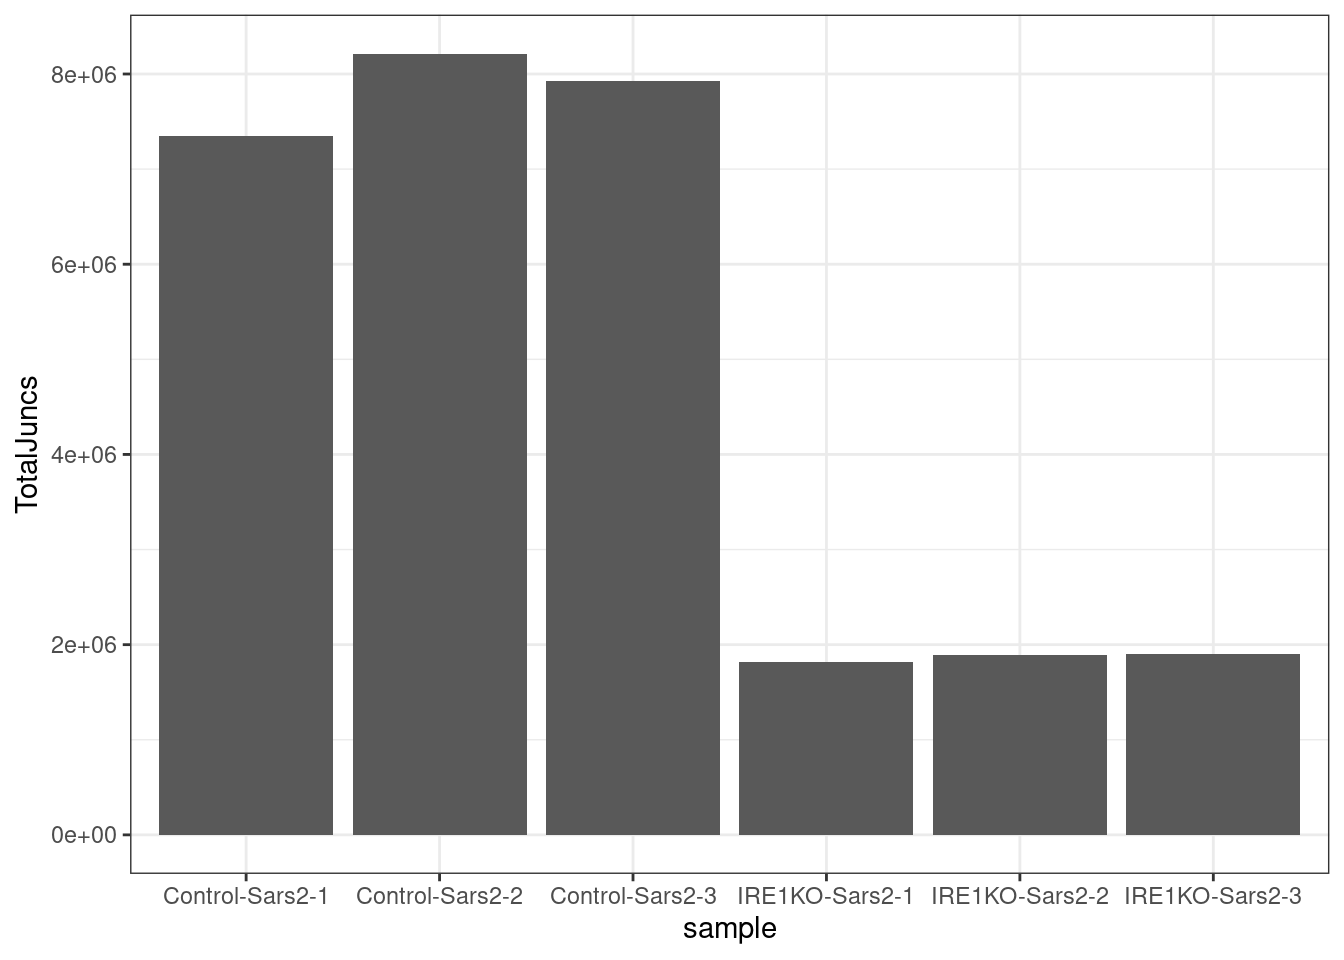 TotalJuncs
8e+06
6e+06
4e+06
2e+06
0e+00
Control-Sars2-1 Control-Sars2-2 Control-Sars2-3 IRE1KO-Sars2-1 IRE1KO-Sars2-2 IRE1KO-Sars2-3
sample